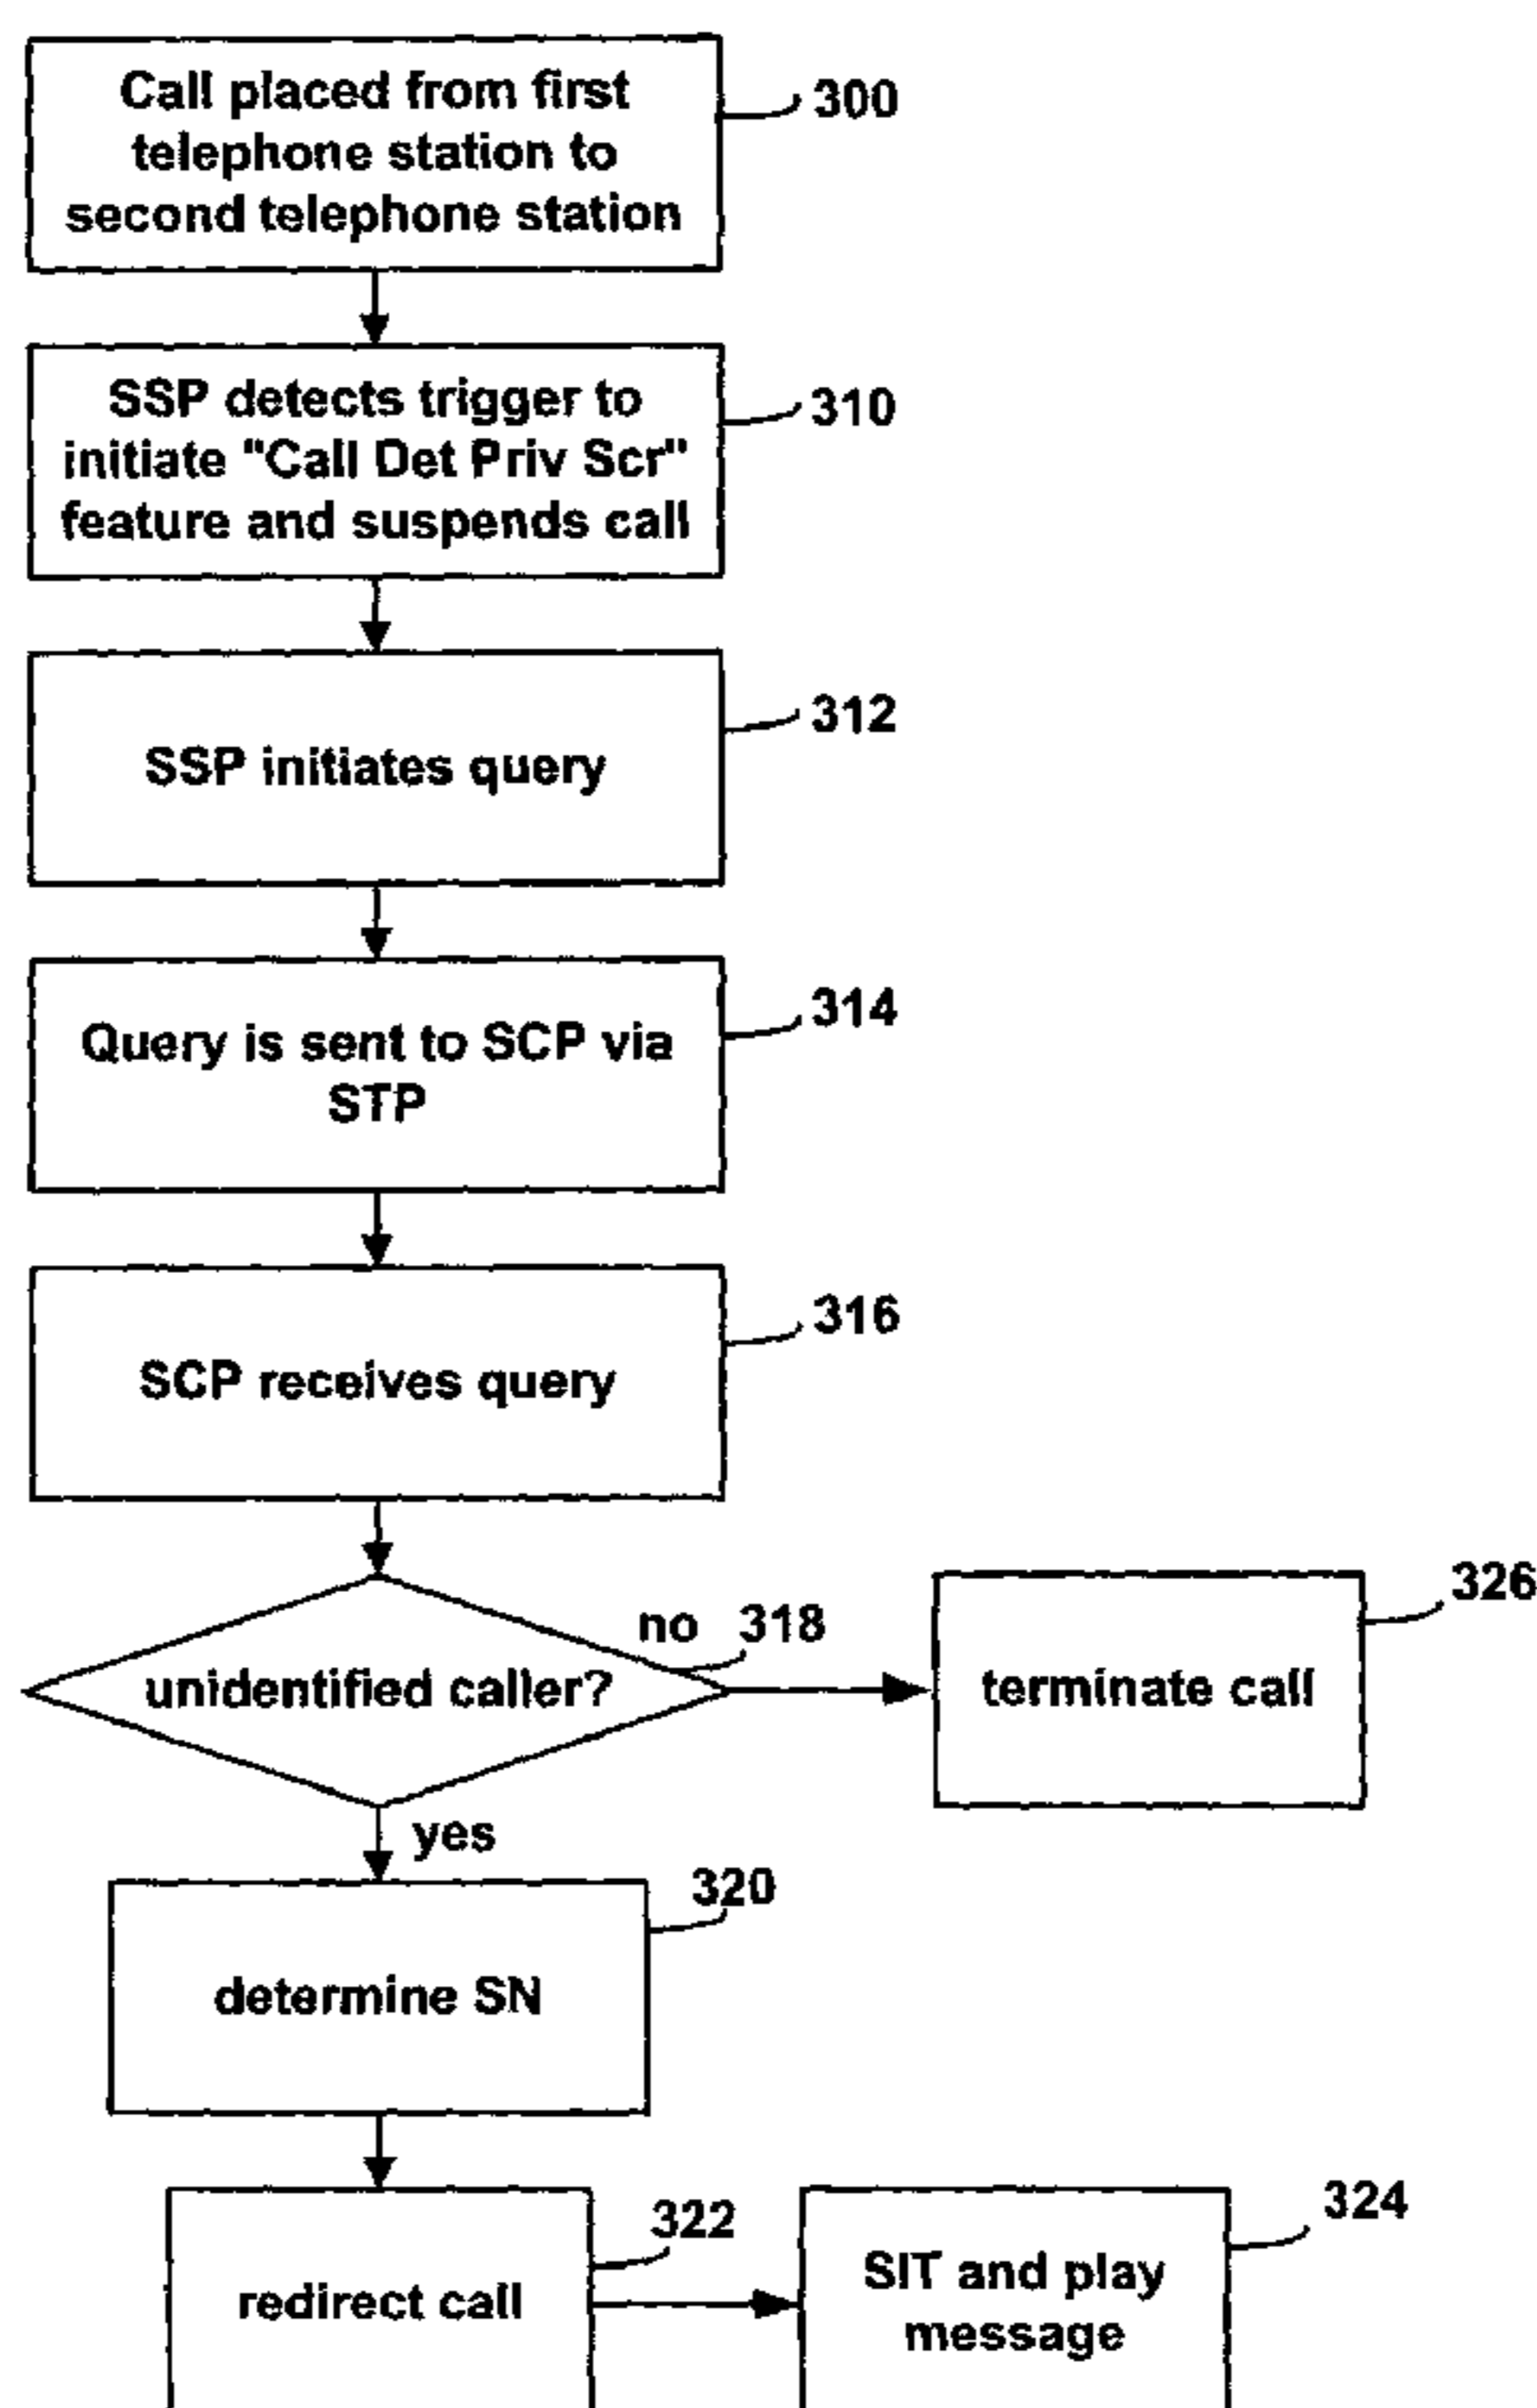 Call placed from first
telephone station to
second telephone station
300
SSP detects trigger to
initiate "Call Det Priv Scr"
feature and suspends call
310
SSP initiates query
312
Query is sent to SCP via
STP
314
SCP receives query
316
unidentified caller?
no
318
terminate call
326
yes
determine SN
320
redirect call
322
SIT and play
message
324